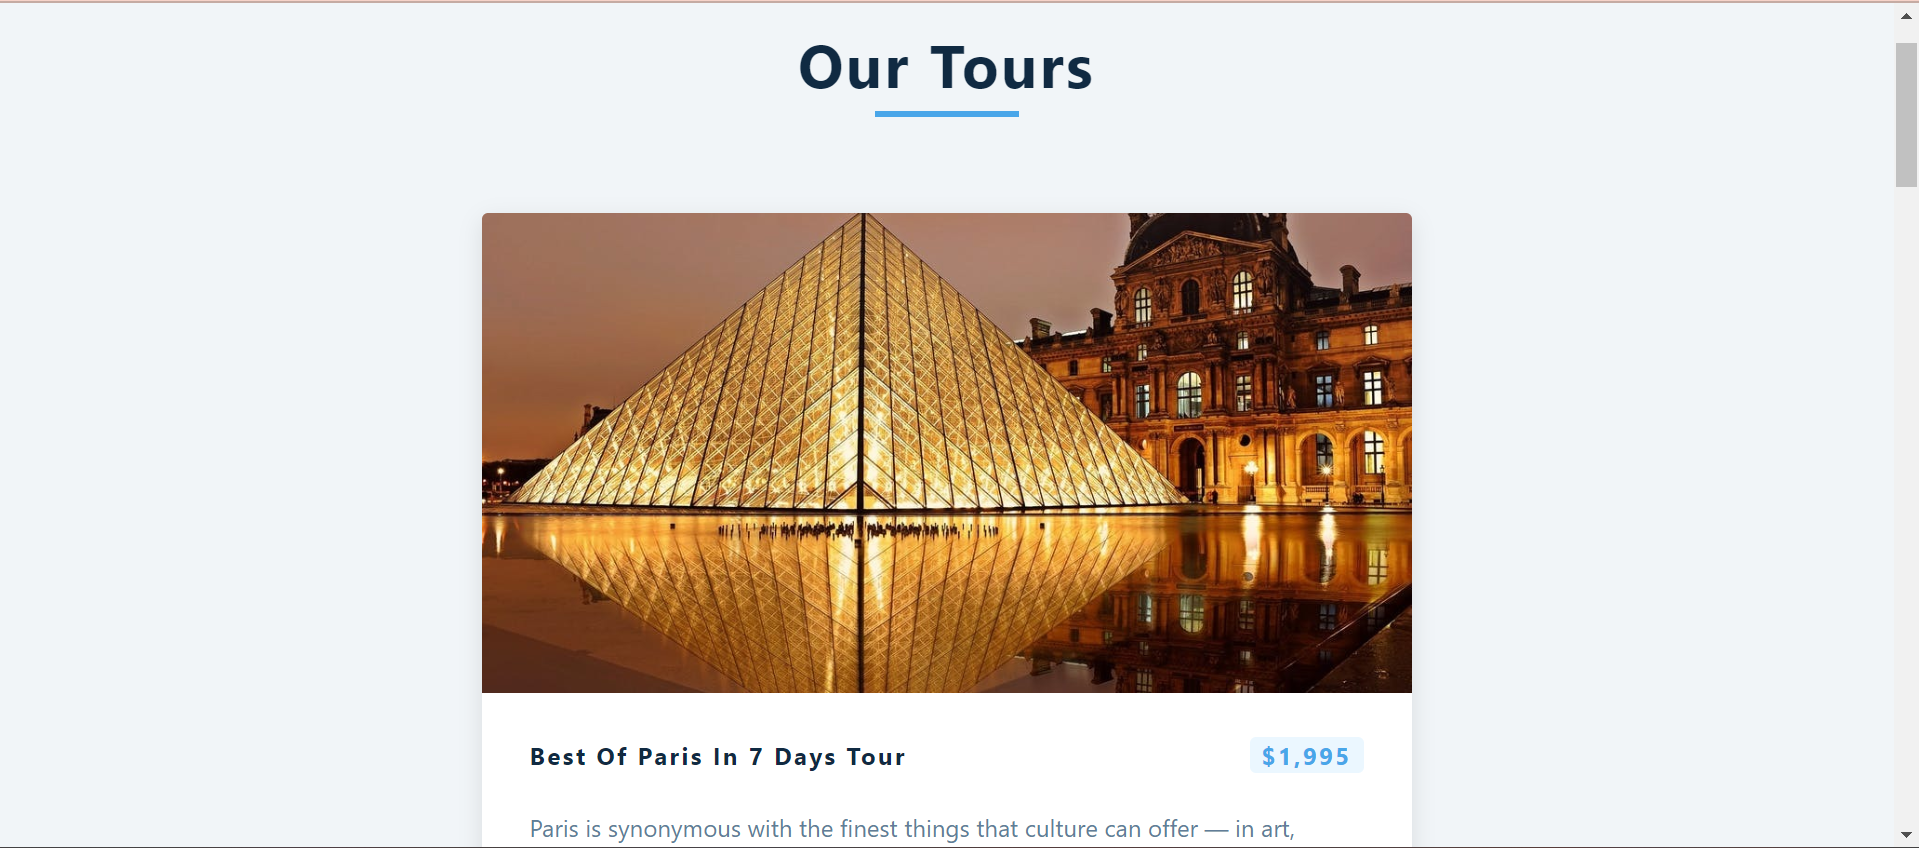 Our Tours
Best Of Paris In 7 Days Tour
$1,995
Paris is synonymous with the finest things that culture can offer — in art,